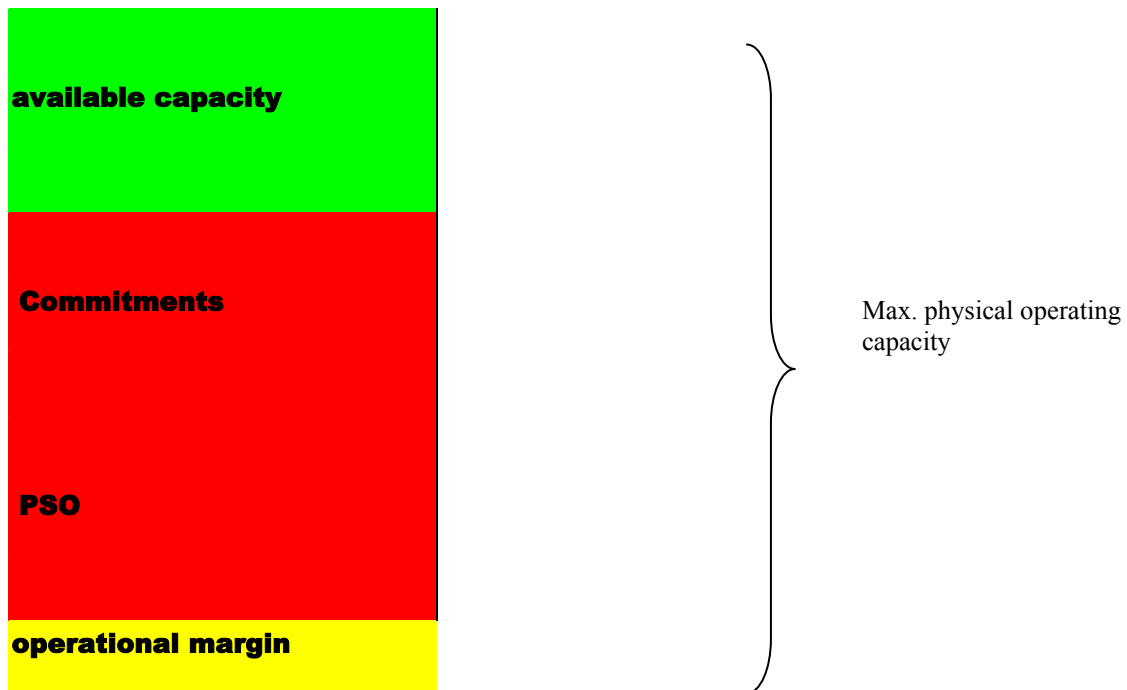 available capacity
Commitments
Max. physical operating
capacity
PSO
operational margin